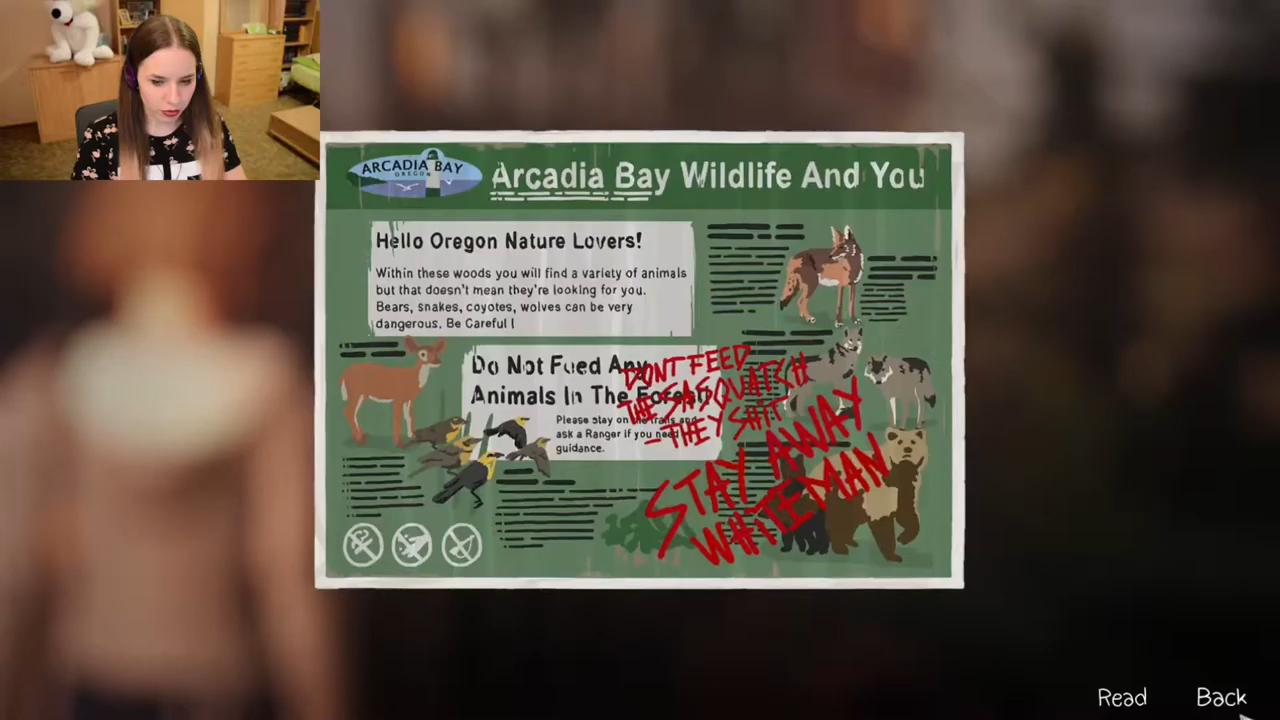 ARCADIA BAY
OREGON
Arcadia Bay Wildlife And You
Hello Oregon Nature Lovers!
Within these woods you will find a variety of animals
but that doesn't mean they're looking for you.
Bears, snakes, coyotes, wolves can be very
dangerous. Be Careful !
Do Not Feed Any
Animals In The Forest!
Please stay on the trails and
ask a Ranger if you need
guidance.
DONT FEED
THE SASQUATCH
- THEY SHIT
STAY AWAY
WHITEMAN
Read
Back